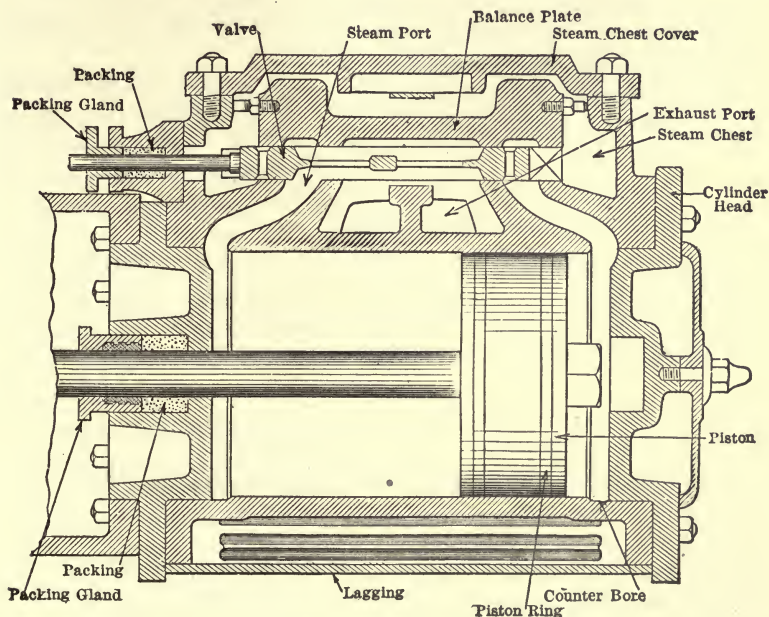 Balance Plate
Valve
Steam Port
Steam Chest Cover
Packing
Packing Gland
Exhaust Port
Steam Chest
Cylinder
Head
Piston
Packing
Packing Gland
Lagging
Counter Bore
Piston Ring